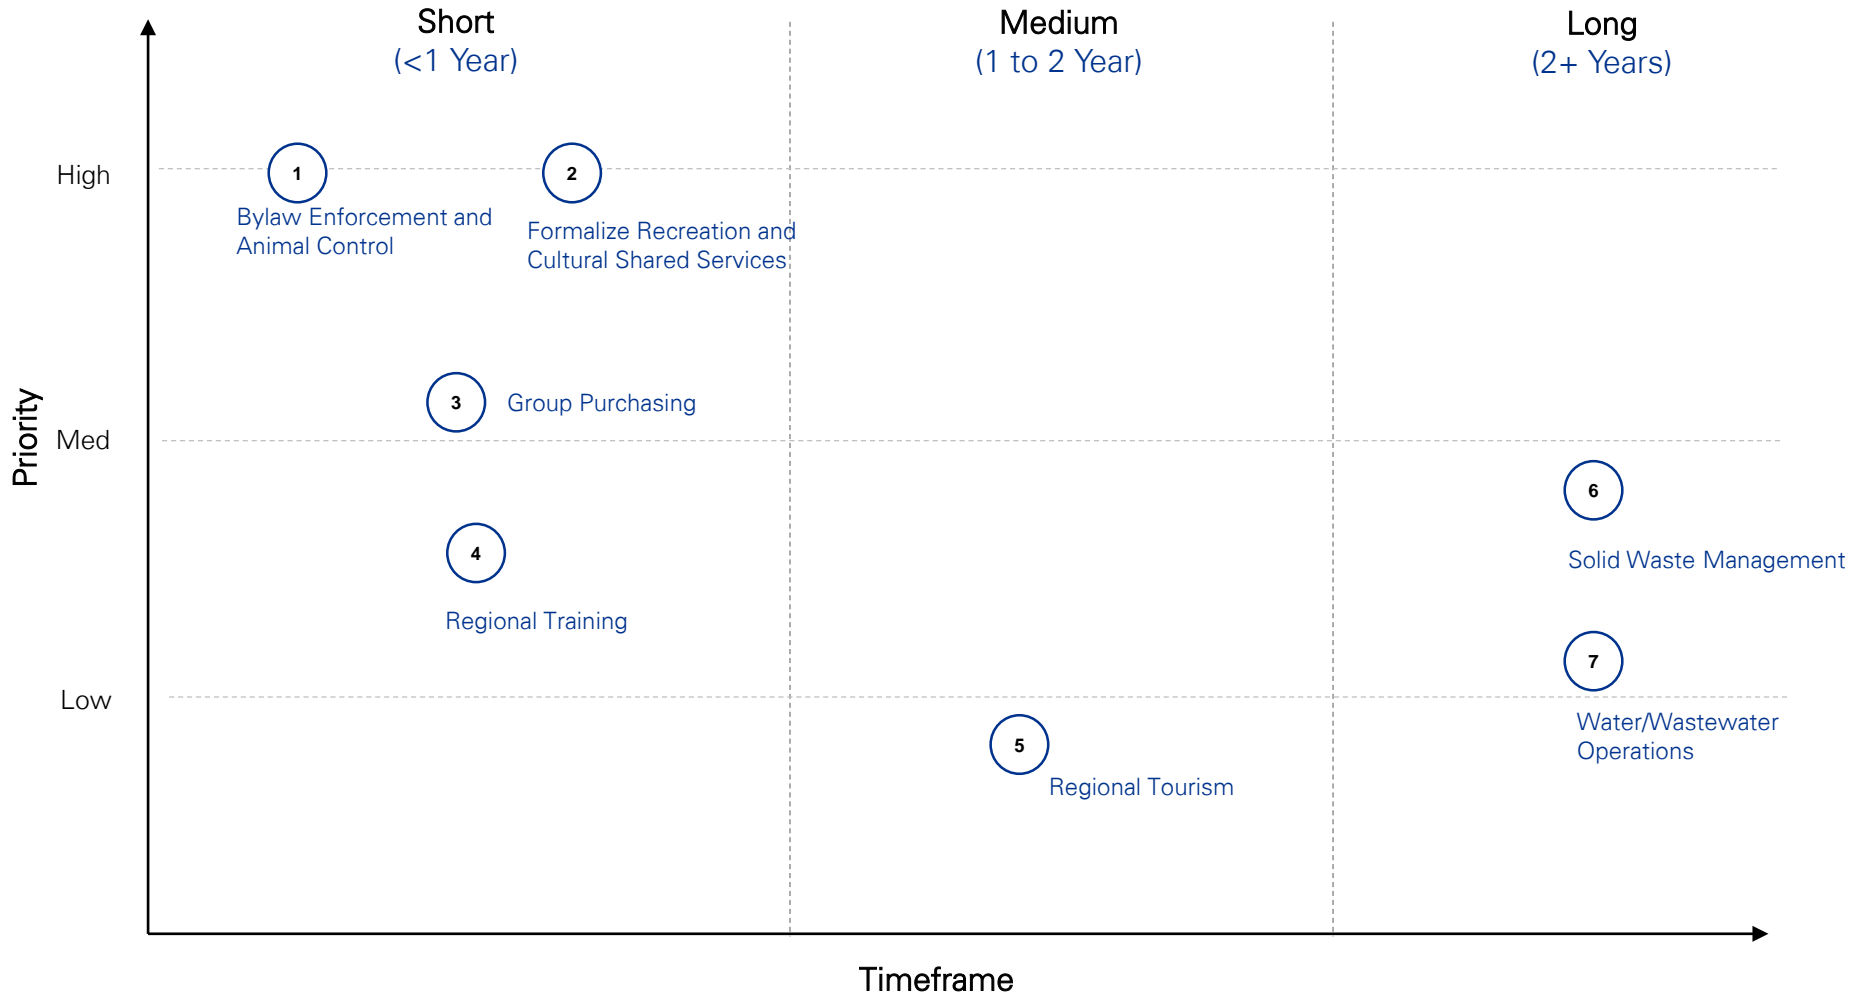 Short
(<1 Year)
Medium
(1 to 2 Year)
Long
(2+ Years)
High
1
Bylaw Enforcement and
Animal Control
2
Formalize Recreation and
Cultural Shared Services
Priority
3
Group Purchasing
Med
6
Solid Waste Management
4
Regional Training
7
Water/Wastewater
Operations
Low
5
Regional Tourism
Timeframe